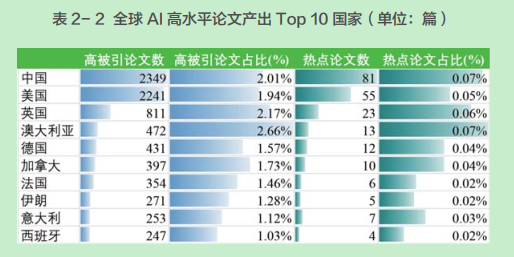 表 2- 2 全球 AI 高水平论文产出 Top 10 国家（单位：篇）
高被引论文数 高被引论文占比(%) 热点论文数 热点论文占比(%)
中国 2349 2.01% 81 0.07%
美国 2241 1.94% 55 0.05%
英国 811 2.17% 23 0.06%
澳大利亚 472 2.66% 13 0.07%
德国 431 1.57% 12 0.04%
加拿大 397 1.73% 10 0.04%
法国 354 1.46% 6 0.02%
伊朗 271 1.28% 5 0.02%
意大利 253 1.12% 7 0.03%
西班牙 247 1.03% 4 0.02%